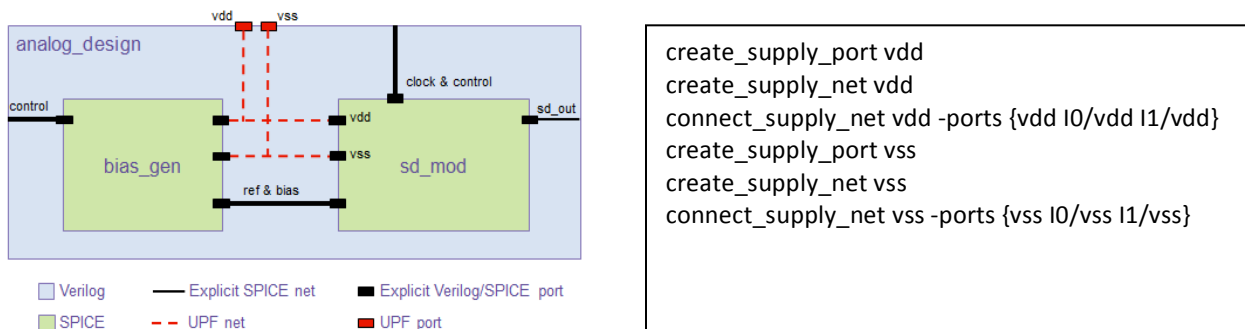 vdd vss
analog_design
clock & control
control
sd_out
vdd
vss
bias_gen
sd_mod
ref & bias
Verilog
Explicit SPICE net
Explicit Verilog/SPICE port
SPICE
UPF net
UPF port
create_supply_port vdd
create_supply_net vdd
connect_supply_net vdd -ports {vdd I0/vdd I1/vdd}
create_supply_port vss
create_supply_net vss
connect_supply_net vss -ports {vss I0/vss I1/vss}